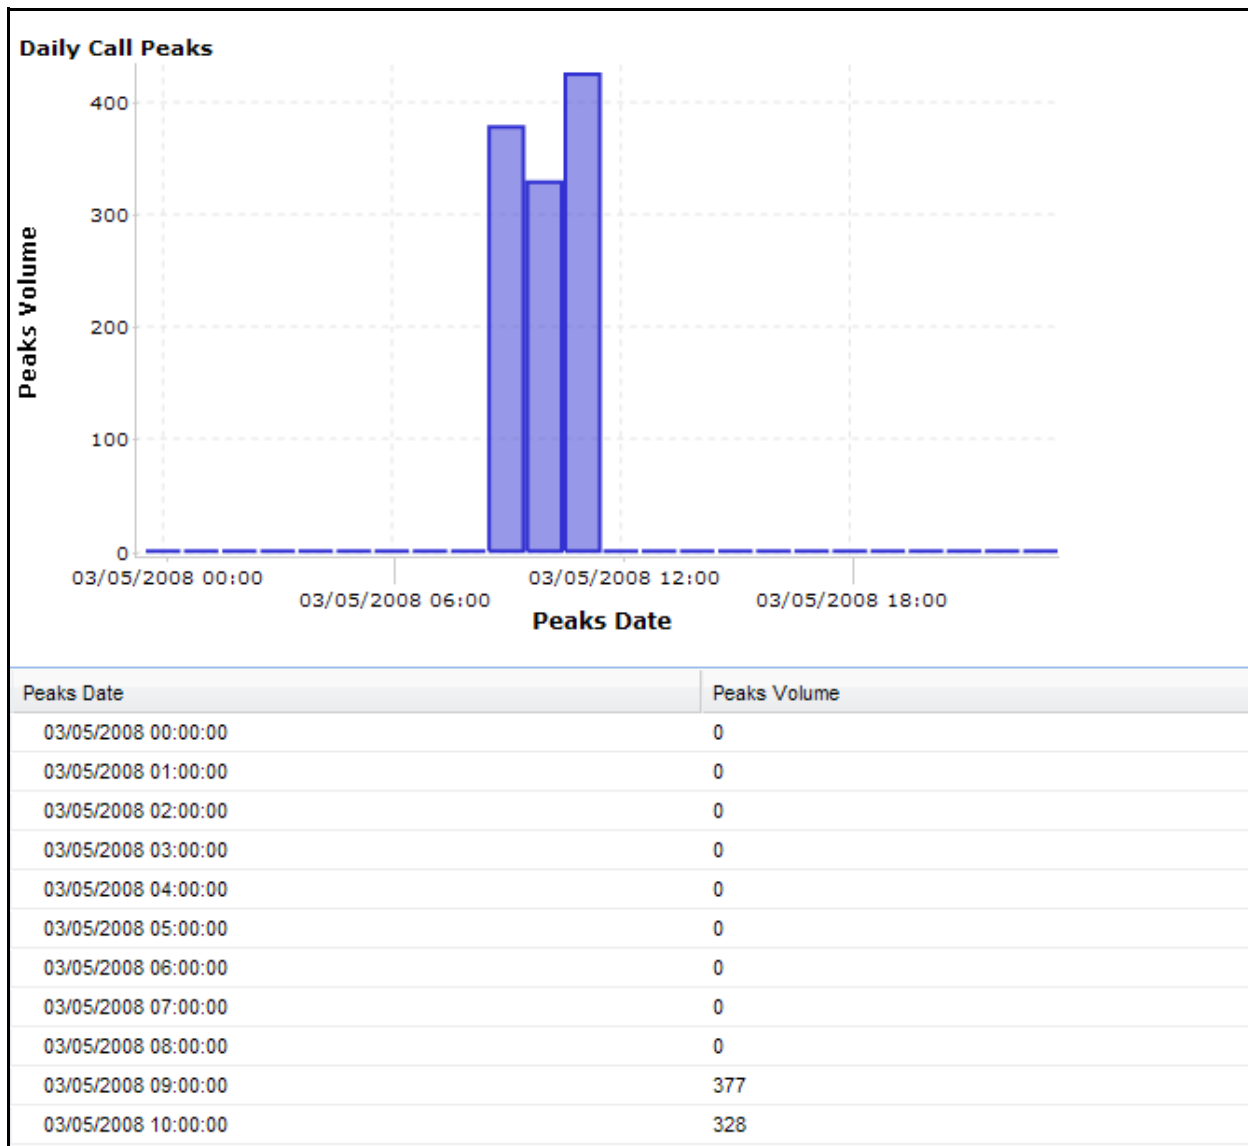 Daily Call Peaks
400
300
200
100
0
Peaks Volume
03/05/2008 00:00
03/05/2008 06:00
03/05/2008 12:00
03/05/2008 18:00
Peaks Date
Peaks Date Peaks Volume
03/05/2008 00:00:00 0
03/05/2008 01:00:00 0
03/05/2008 02:00:00 0
03/05/2008 03:00:00 0
03/05/2008 04:00:00 0
03/05/2008 05:00:00 0
03/05/2008 06:00:00 0
03/05/2008 07:00:00 0
03/05/2008 08:00:00 0
03/05/2008 09:00:00 377
03/05/2008 10:00:00 328